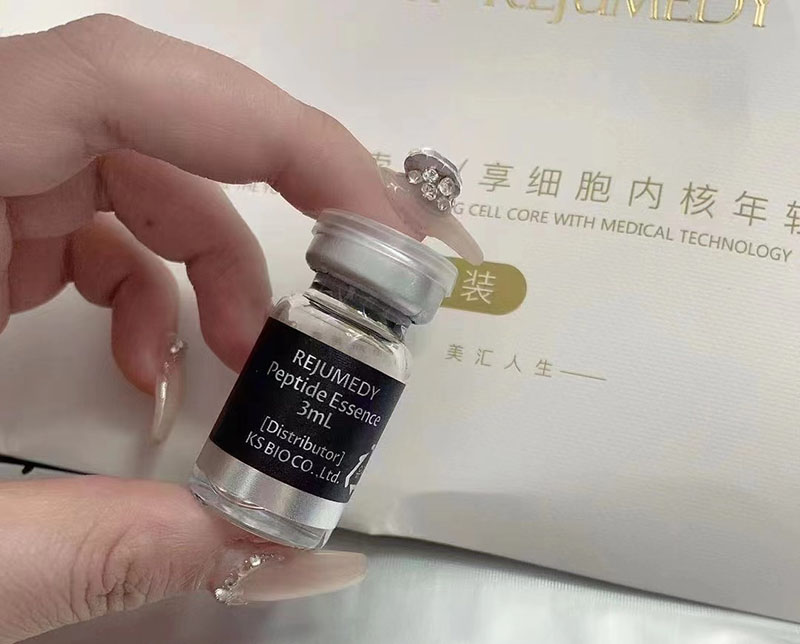 REJUMEDY
享细胞内核年轻
CELL CORE WITH MEDICAL TECHNOLOGY
装
美汇人生——
REJUMEDY
Peptide Essence
3mL
[Distributor]
KS BIO CO.,Ltd.